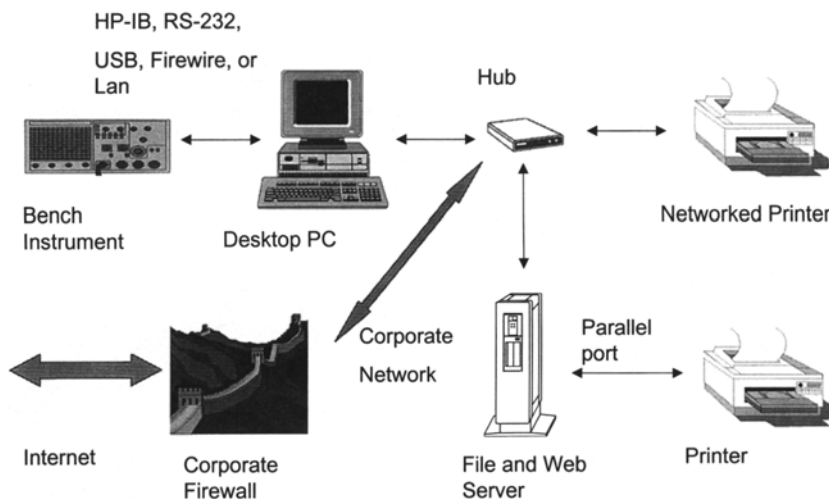 HP-IB, RS-232,
USB, Firewire, or
Lan
Hub
Bench
Instrument
Desktop PC
Networked Printer
Corporate
Network
Parallel
port
Internet
Corporate
Firewall
File and Web
Server
Printer